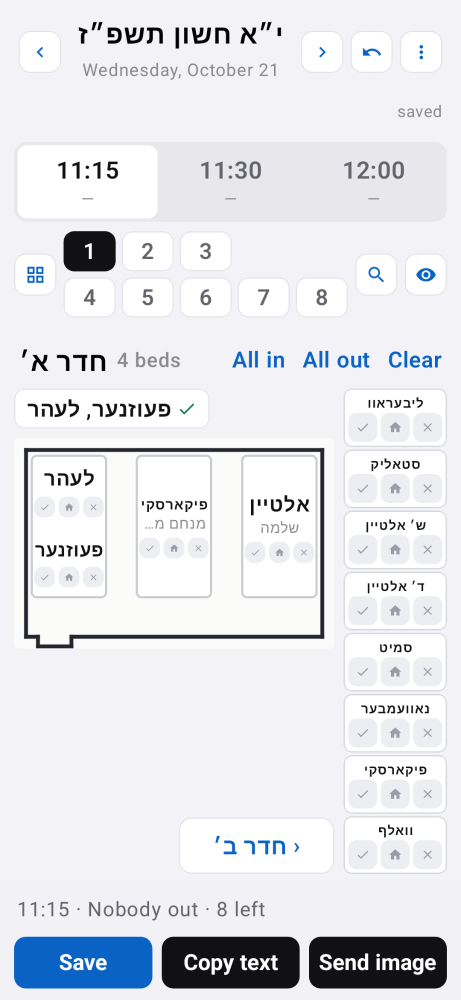 י״א חשון תשפ״ז
Wednesday, October 21
saved
11:15 11:30 12:00
– – –
1 2 3
4 5 6 7 8
חדר א׳ 4 beds All in All out Clear
פעוזנער, לעהר
לעהר
פעוזנער
פיקארסקי
מנחם מ...
אלטיין
שלמה
ליבעראוו
סטאליק
ש׳ אלטיין
ד׳ אלטיין
סמיט
נאוועמבער
פיקארסקי
וואלף
חדר ב׳ ›
11:15 · Nobody out · 8 left
Save Copy text Send image